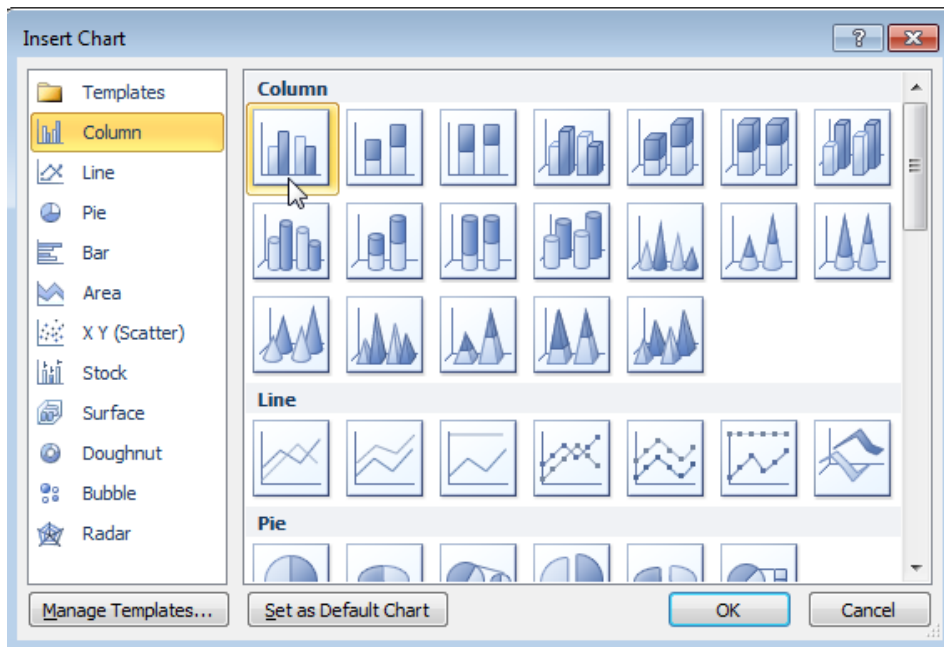 Insert Chart
Templates
Column
Line
Pie
Bar
Area
X Y (Scatter)
Stock
Surface
Doughnut
Bubble
Radar
Column
Line
Pie
Manage Templates...
Set as Default Chart
OK
Cancel